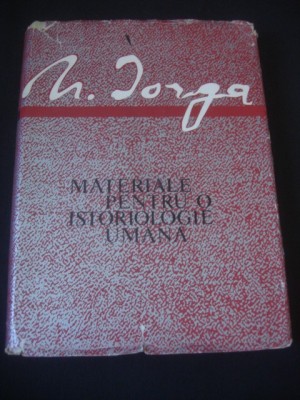 N. Iorga
MATERIALE
PENTRU O
ISTORIOLOGIE
UMANĂ